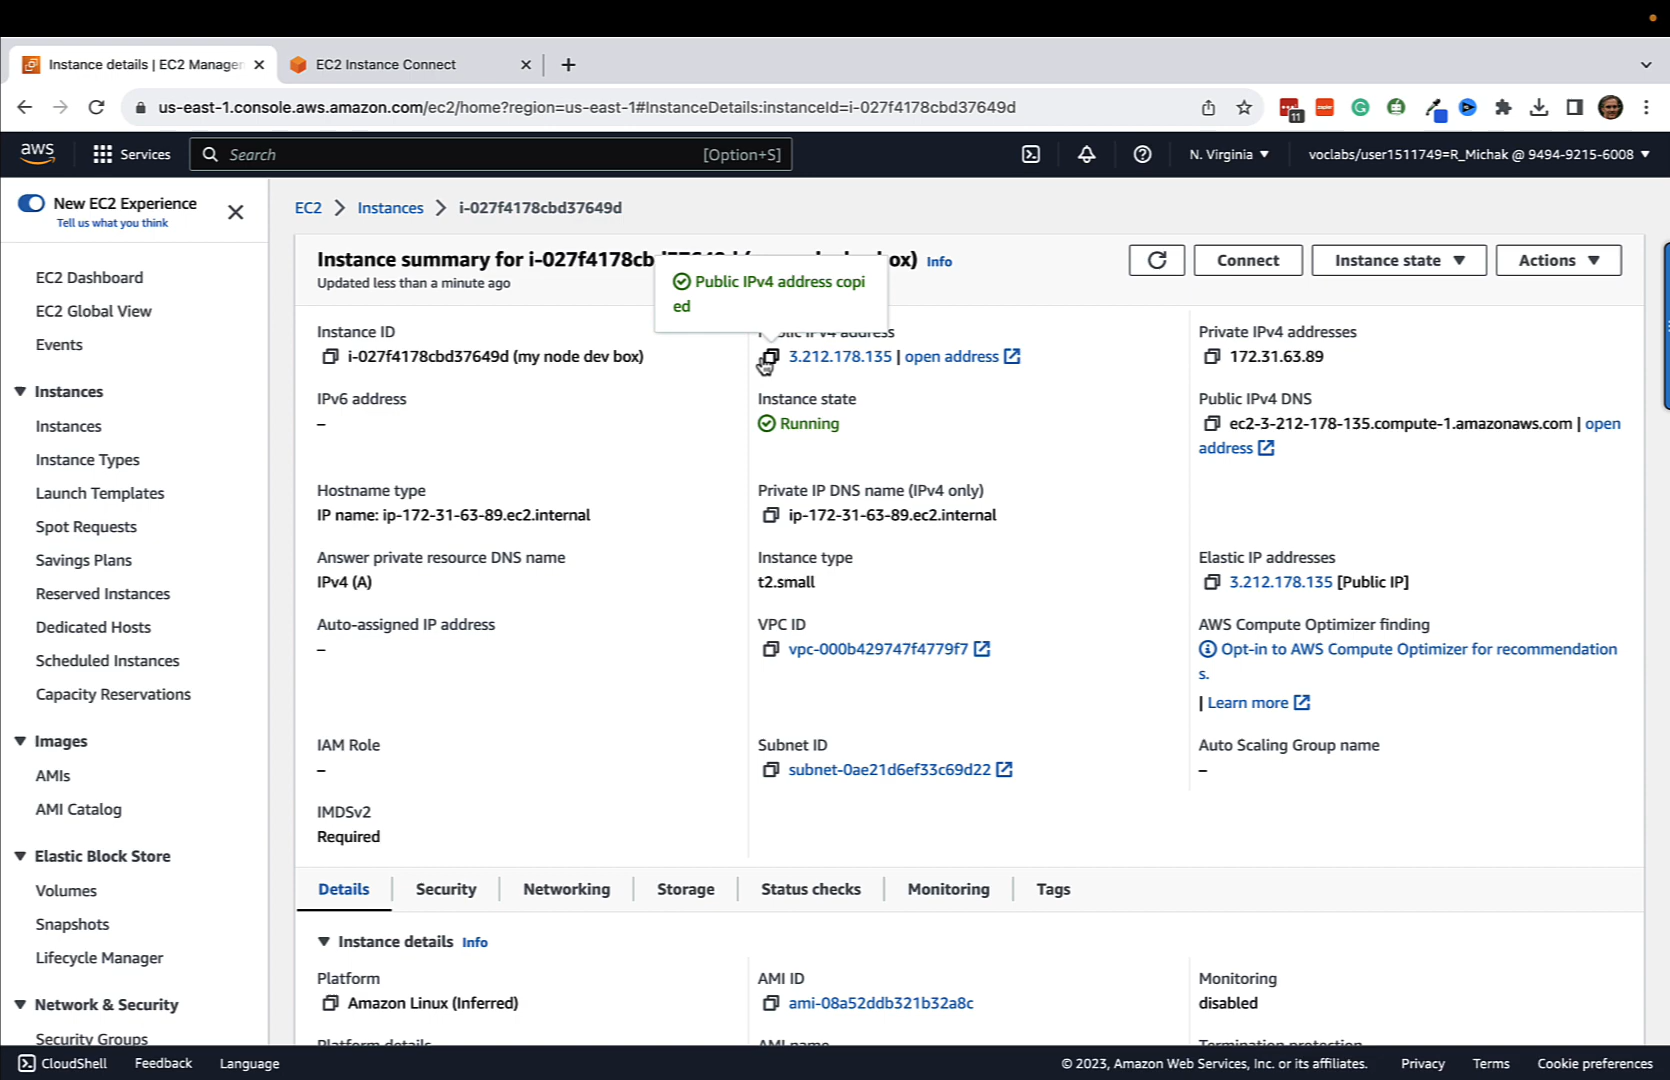 Instance details | EC2 Manager
EC2 Instance Connect
us-east-1.console.aws.amazon.com/ec2/home?region=us-east-1#InstanceDetails:instanceId=i-027f4178cbd37649d
11
aws
Services
Search
[Option+S]
N. Virginia
voclabs/user1511749=R_Michak @ 9494-9215-6008
New EC2 Experience
Tell us what you think
EC2 Dashboard
EC2 Global View
Events
Instances
Instances
Instance Types
Launch Templates
Spot Requests
Savings Plans
Reserved Instances
Dedicated Hosts
Scheduled Instances
Capacity Reservations
Images
AMIs
AMI Catalog
Elastic Block Store
Volumes
Snapshots
Lifecycle Manager
Network & Security
Security Groups
EC2 > Instances > i-027f4178cbd37649d
Instance summary for i-027f4178cb
ox) Info
Updated less than a minute ago
Public IPv4 address copi
ed
Connect
Instance state
Actions
Instance ID
i-027f4178cbd37649d (my node dev box)
Public IPv4 address
3.212.178.135 | open address
Private IPv4 addresses
172.31.63.89
IPv6 address
–
Instance state
Running
Public IPv4 DNS
ec2-3-212-178-135.compute-1.amazonaws.com | open
address
Hostname type
IP name: ip-172-31-63-89.ec2.internal
Private IP DNS name (IPv4 only)
ip-172-31-63-89.ec2.internal
Answer private resource DNS name
IPv4 (A)
Instance type
t2.small
Elastic IP addresses
3.212.178.135 [Public IP]
Auto-assigned IP address
–
VPC ID
vpc-000b429747f4779f7
AWS Compute Optimizer finding
Opt-in to AWS Compute Optimizer for recommendation
s.
| Learn more
IAM Role
–
Subnet ID
subnet-0ae21d6ef33c69d22
Auto Scaling Group name
–
IMDSv2
Required
Details
Security
Networking
Storage
Status checks
Monitoring
Tags
Instance details Info
Platform
Amazon Linux (Inferred)
AMI ID
ami-08a52ddb321b32a8c
Monitoring
disabled
Platform details
AMI name
Termination protection
CloudShell
Feedback
Language
© 2023, Amazon Web Services, Inc. or its affiliates.
Privacy
Terms
Cookie preferences